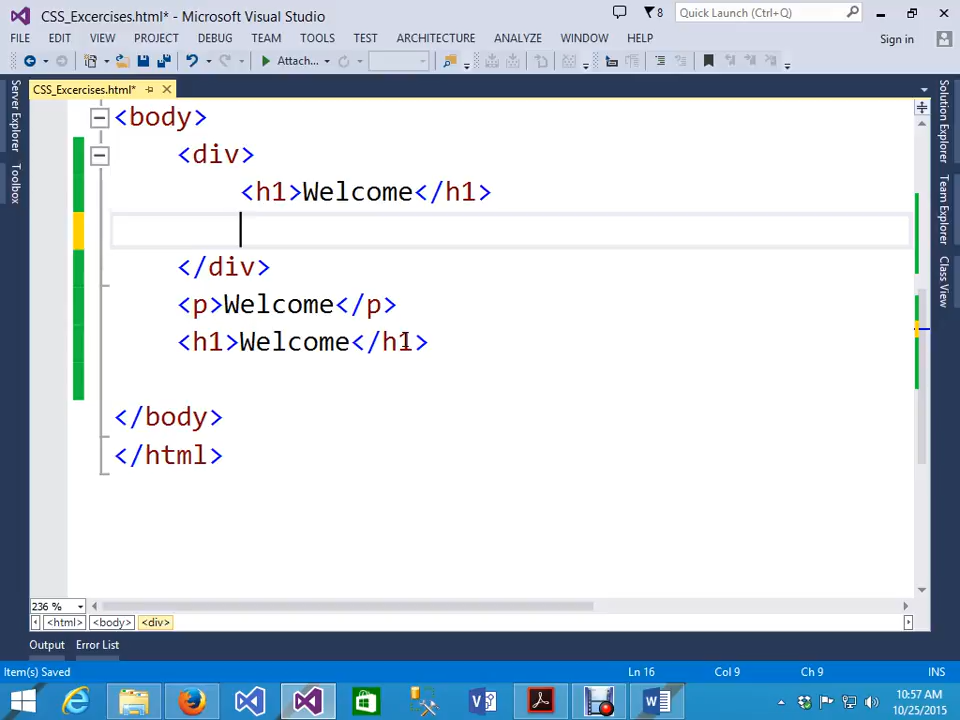 CSS_Excercises.html* - Microsoft Visual Studio
8
Quick Launch (Ctrl+Q)
FILE EDIT VIEW PROJECT DEBUG TEAM TOOLS TEST ARCHITECTURE ANALYZE WINDOW HELP
Sign in
Attach...
CSS_Excercises.html*
Server Explorer
Toolbox
Solution Explorer
Team Explorer
Class View
<body>
<div>
<h1>Welcome</h1>
</div>
<p>Welcome</p>
<h1>Welcome</h1>
</body>
</html>
236 %
<html> <body> <div>
Output Error List
Item(s) Saved Ln 16 Col 9 Ch 9 INS
10:57 AM
10/25/2015